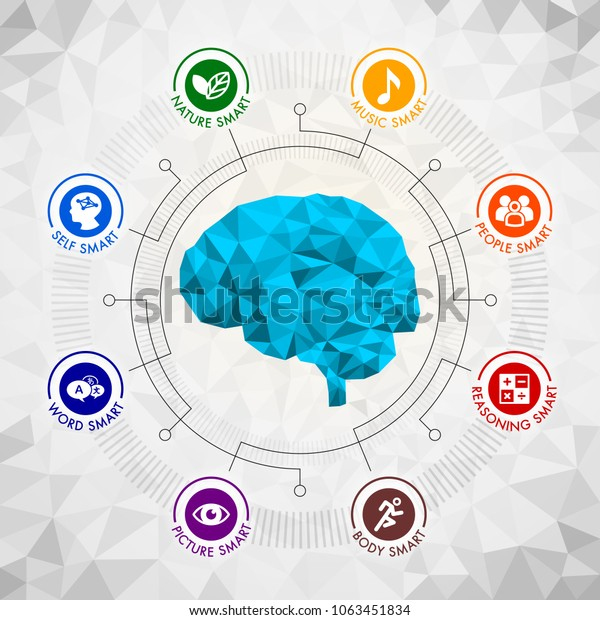 NATURE SMART
MUSIC SMART
SELF SMART
PEOPLE SMART
shutterstock
WORD SMART
A
文
REASONING SMART
PICTURE SMART
BODY SMART
shutterstock.com · 1063451834